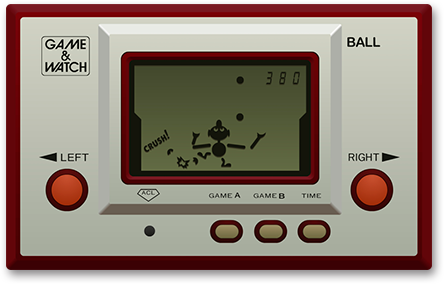 GAME
&
WATCH
BALL
380
CRUSH!
LEFT
RIGHT
ACL
GAME A GAME B TIME